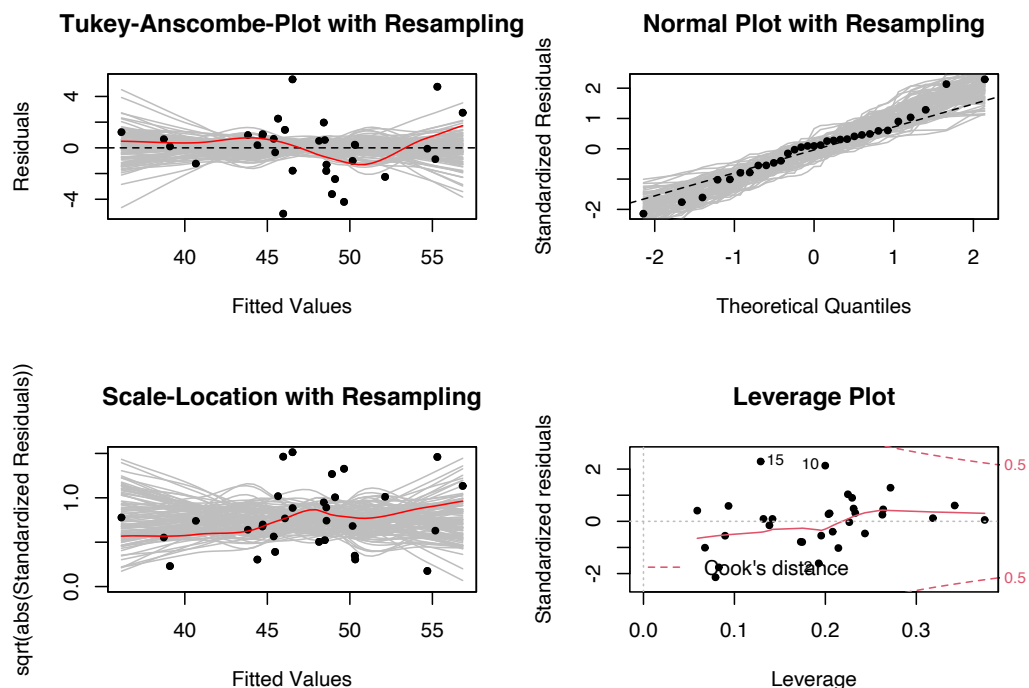 Tukey-Anscombe-Plot with Resampling
Residuals
4
0
-4
40 45 50 55
Fitted Values
Normal Plot with Resampling
Standardized Residuals
2
1
0
-2
-2 -1 0 1 2
Theoretical Quantiles
Scale-Location with Resampling
sqrt(abs(Standardized Residuals))
1.0
0.0
40 45 50 55
Fitted Values
Leverage Plot
Standardized residuals
2
1
0
-2
15 10
0.5
2
Cook's distance
0.5
0.0 0.1 0.2 0.3
Leverage